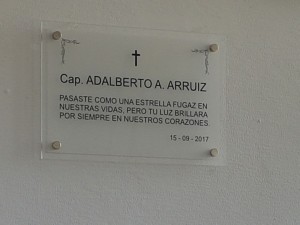 Cap. ADALBERTO A. ARRUIZ
PASASTE COMO UNA ESTRELLA FUGAZ EN
NUESTRAS VIDAS, PERO TU LUZ BRILLARA
POR SIEMPRE EN NUESTROS CORAZONES
15 - 09 - 2017